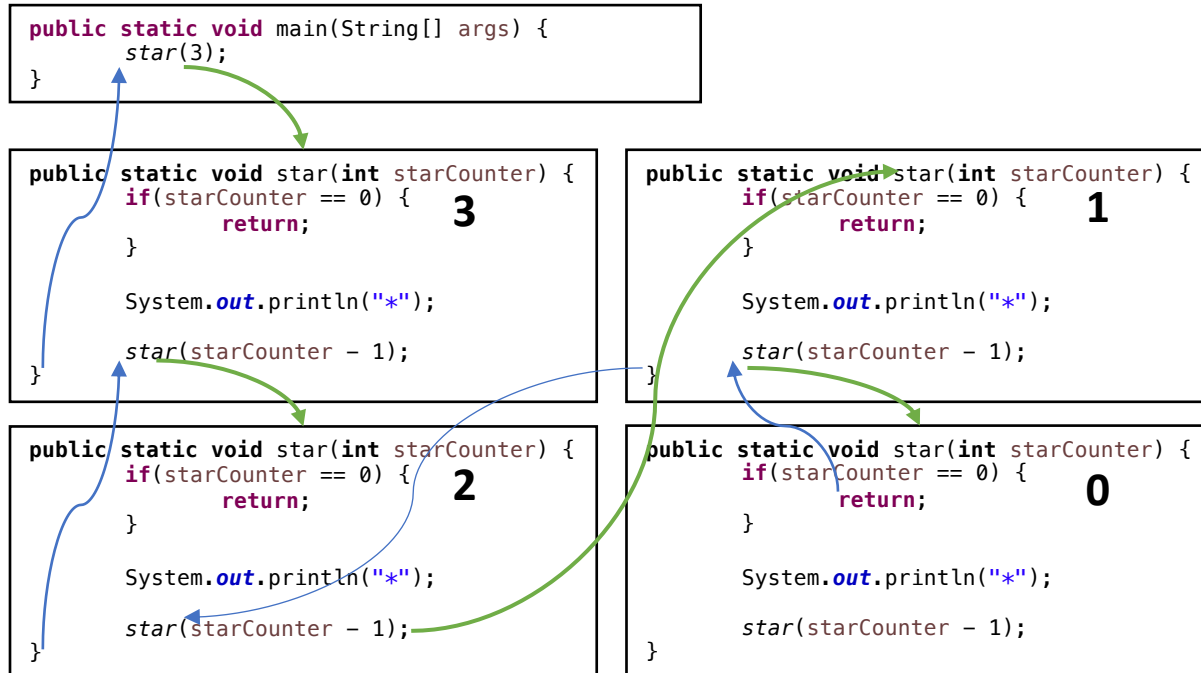 public static void main(String[] args) {
star(3);
}
public static void star(int starCounter) {
if(starCounter == 0) {
3
return;
}
System.out.println("*");
star(starCounter – 1);
}
public static void star(int starCounter) {
if(starCounter == 0) {
2
return;
}
System.out.println("*");
star(starCounter – 1);
}
public static void star(int starCounter) {
if(starCounter == 0) {
1
return;
}
System.out.println("*");
star(starCounter – 1);
}
public static void star(int starCounter) {
if(starCounter == 0) {
0
return;
}
System.out.println("*");
star(starCounter – 1);
}